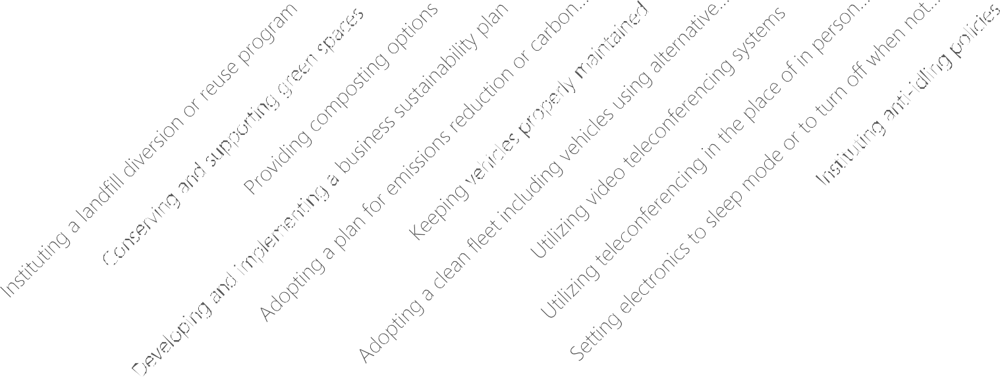 Instituting a landfill diversion or reuse program
Conserving and supporting green spaces
Providing composting options
Developing and implementing a business sustainability plan
Adopting a plan for emissions reduction or carbon...
Keeping vehicles properly maintained
Adopting a clean fleet including vehicles using alternative...
Utilizing video teleconferencing systems
Utilizing teleconferencing in the place of in person...
Setting electronics to sleep mode or to turn off when not...
Instituting anti-idling policies